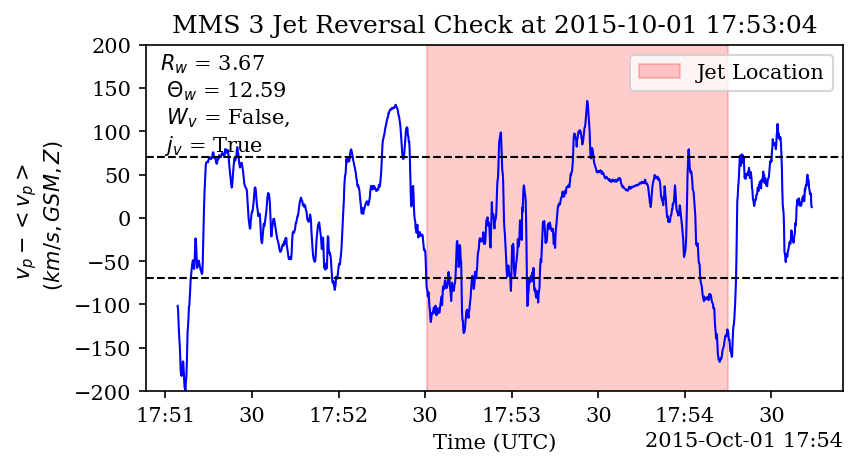 MMS 3 Jet Reversal Check at 2015-10-01 17:53:04
200
150
100
50
0
−50
−100
−150
−200
v_p − < v_p >
(km/s, GSM, Z)
R_w = 3.67
Θ_w = 12.59
W_v = False,
j_v = True
Jet Location
17:51 30 17:52 30 17:53 30 17:54 30
Time (UTC)
2015-Oct-01 17:54